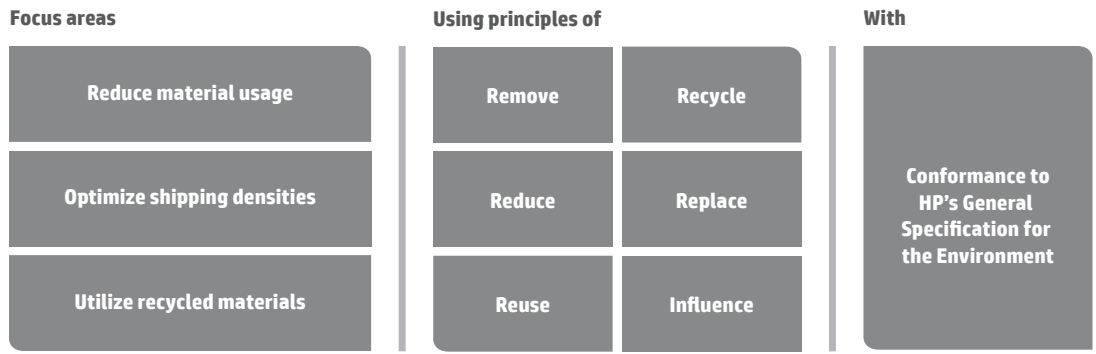 Focus areas
Reduce material usage
Optimize shipping densities
Utilize recycled materials
Using principles of
Remove
Recycle
Reduce
Replace
Reuse
Influence
With
Conformance to
HP's General
Specification for
the Environment